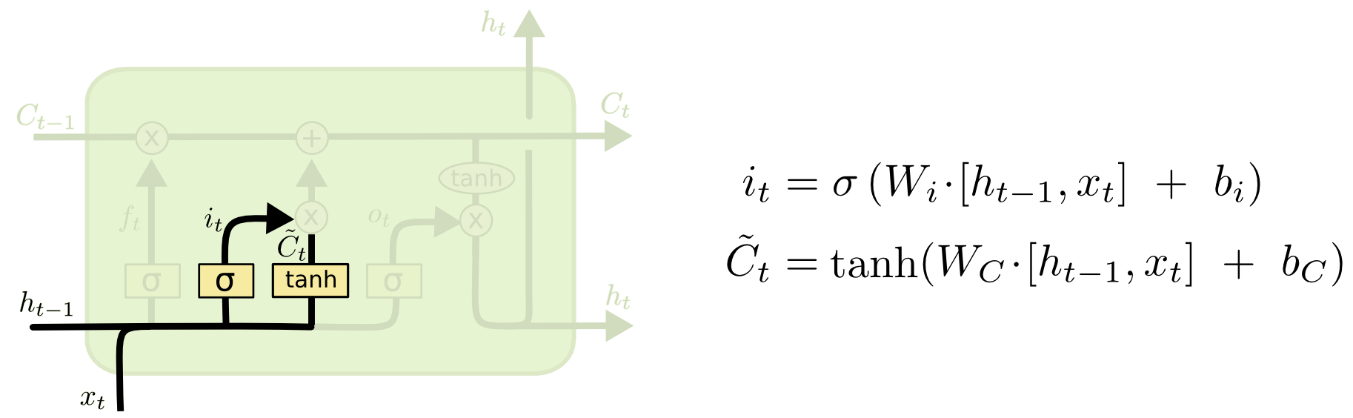 h_t
C_{t-1}
C_t
x
+
tanh
f_t
i_t
x
o_t
x
C̃_t
σ
σ
tanh
σ
h_{t-1}
h_t
x_t
i_t = σ (W_i·[h_{t-1}, x_t] + b_i)
C̃_t = tanh(W_C·[h_{t-1}, x_t] + b_C)